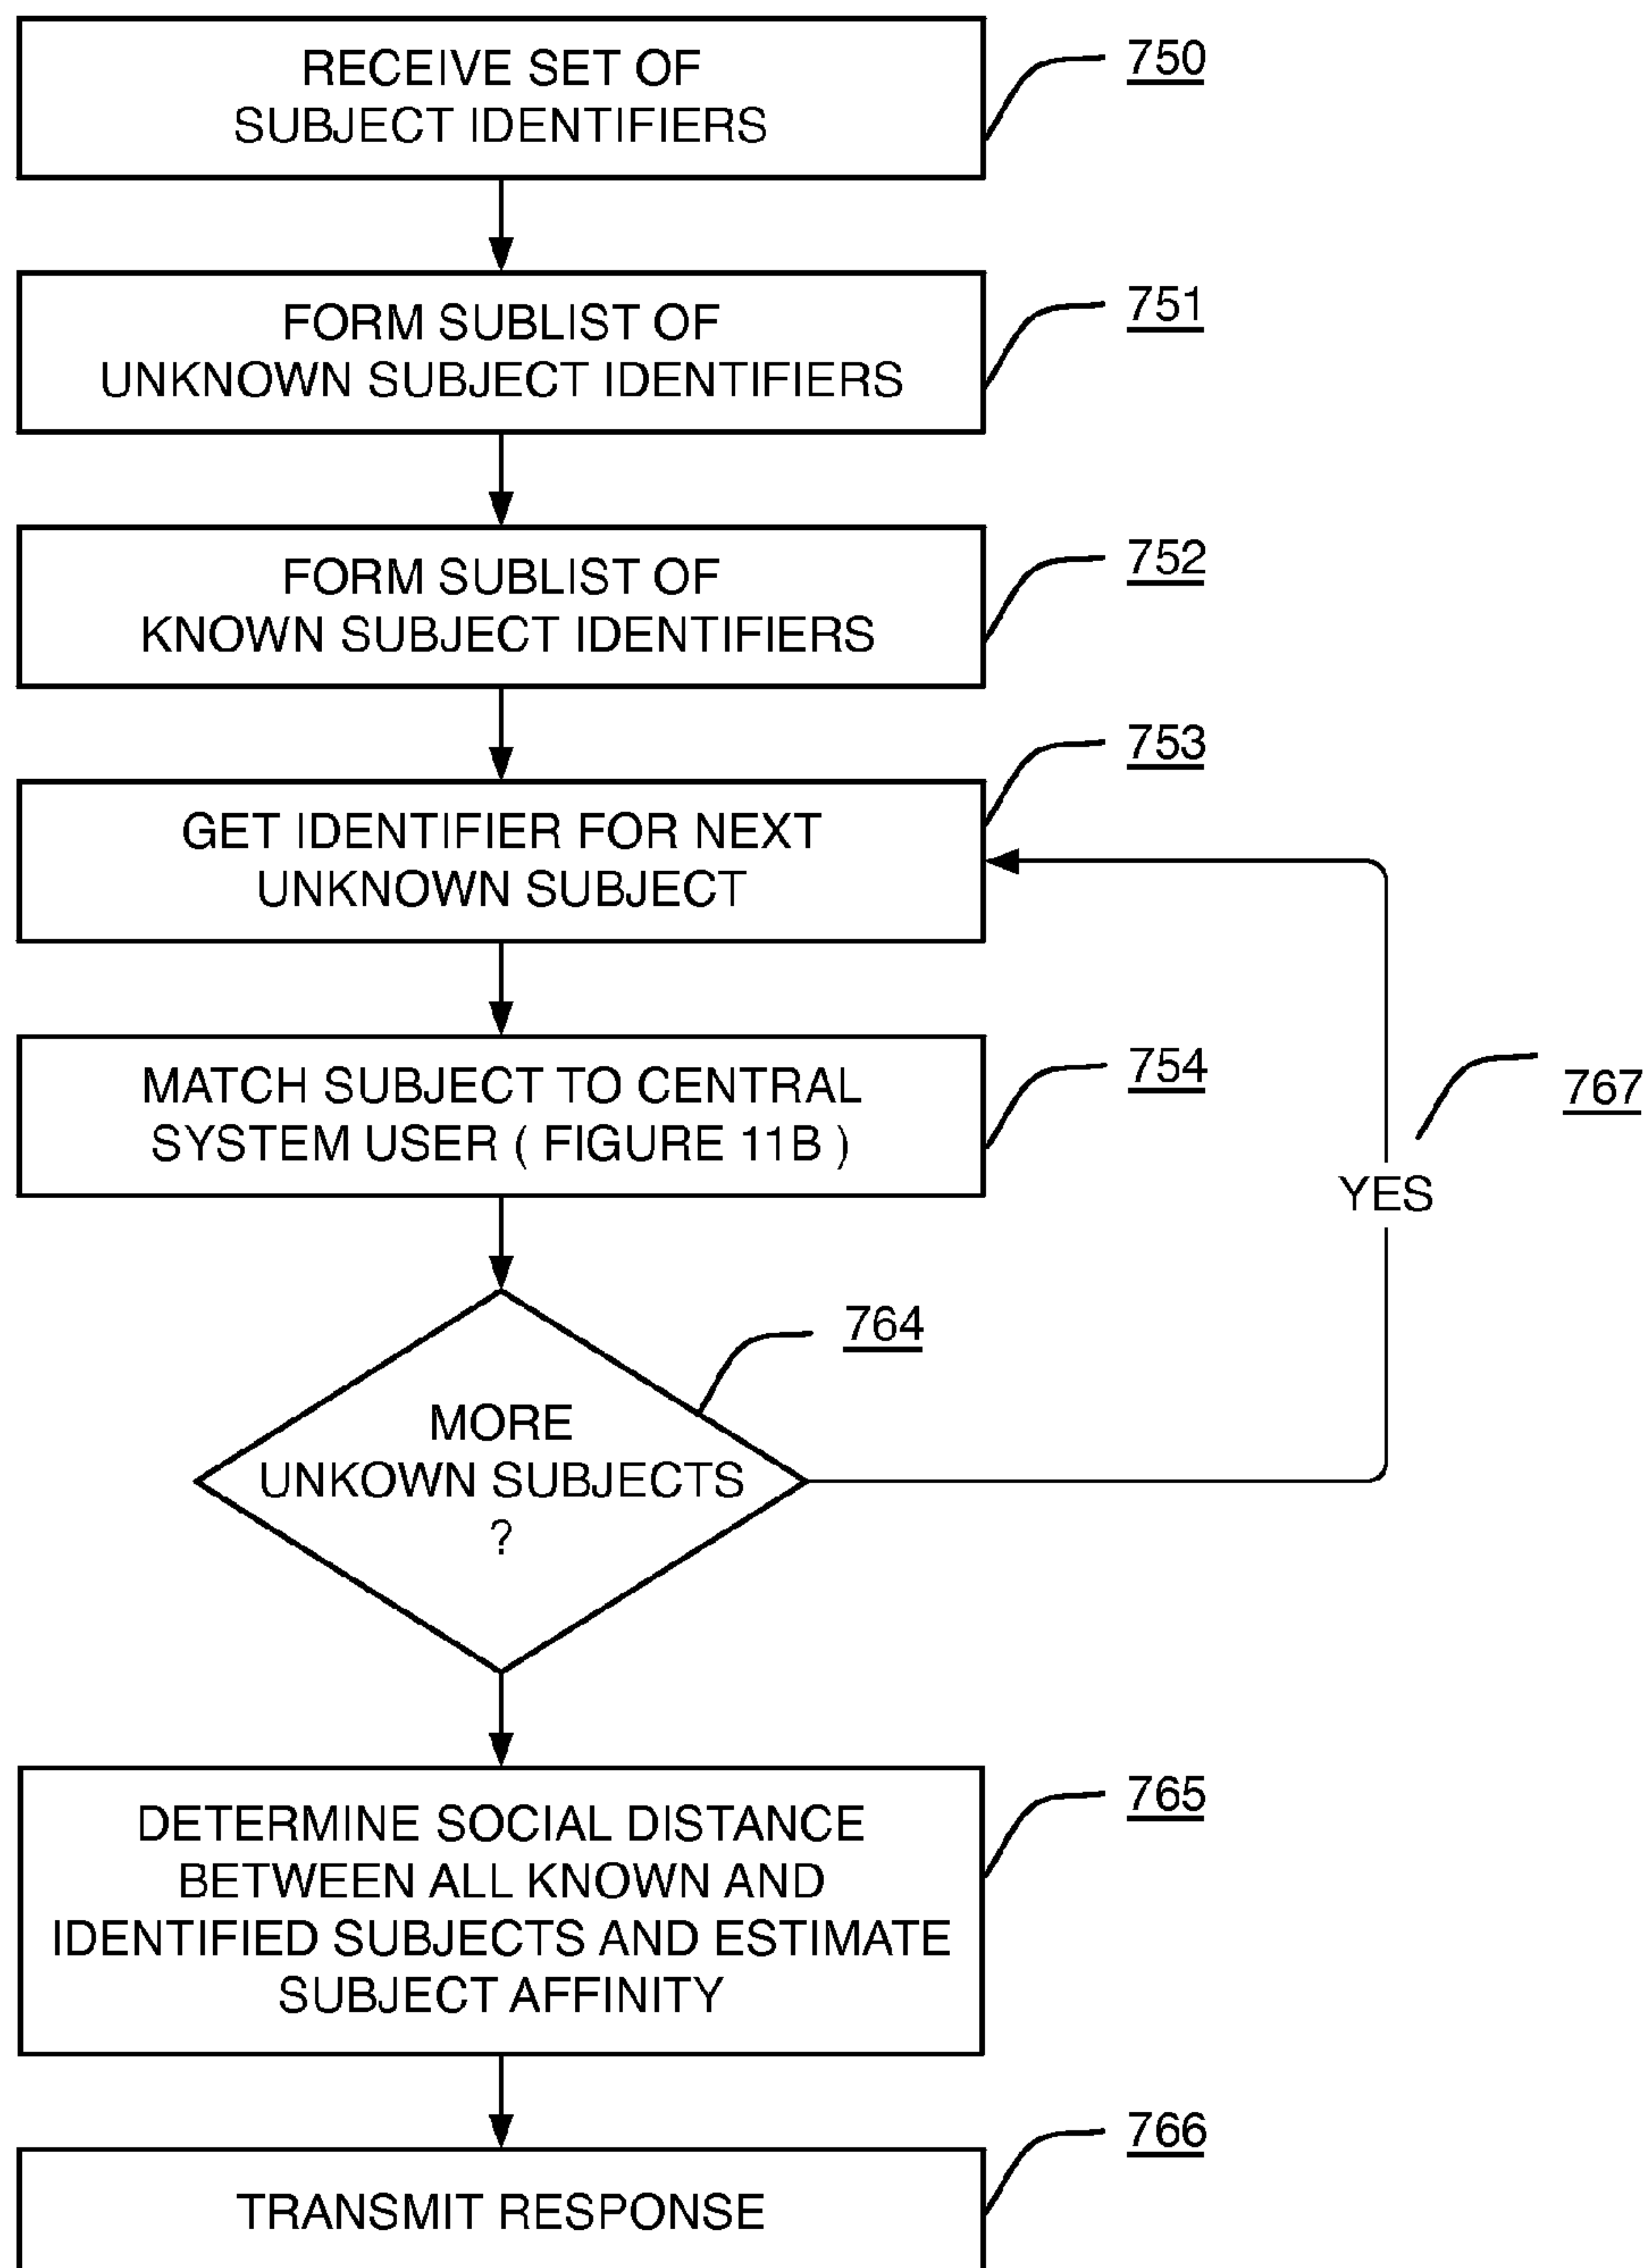 RECEIVE SET OF
SUBJECT IDENTIFIERS
750
FORM SUBLIST OF
UNKNOWN SUBJECT IDENTIFIERS
751
FORM SUBLIST OF
KNOWN SUBJECT IDENTIFIERS
752
GET IDENTIFIER FOR NEXT
UNKNOWN SUBJECT
753
MATCH SUBJECT TO CENTRAL
SYSTEM USER ( FIGURE 11B )
754
767
YES
MORE
UNKOWN SUBJECTS
?
764
DETERMINE SOCIAL DISTANCE
BETWEEN ALL KNOWN AND
IDENTIFIED SUBJECTS AND ESTIMATE
SUBJECT AFFINITY
765
TRANSMIT RESPONSE
766